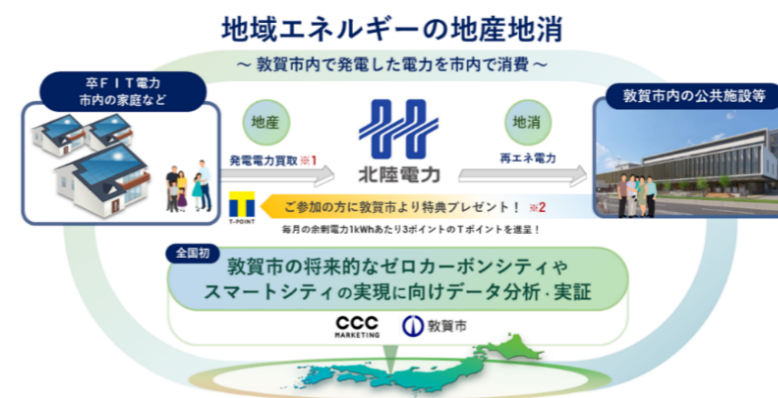 地域エネルギーの地産地消
～ 敦賀市内で発電した電力を市内で消費 ～
卒FIT電力
市内の家庭など
地産
発電電力買取 ※1
北陸電力
地消
再エネ電力
敦賀市内の公共施設等
T-POINT
ご参加の方に敦賀市より特典プレゼント！ ※2
毎月の余剰電力1kWhあたり3ポイントのTポイントを進呈！
全国初
敦賀市の将来的なゼロカーボンシティや
スマートシティの実現に向けデータ分析・実証
CCC
MARKETING
敦賀市